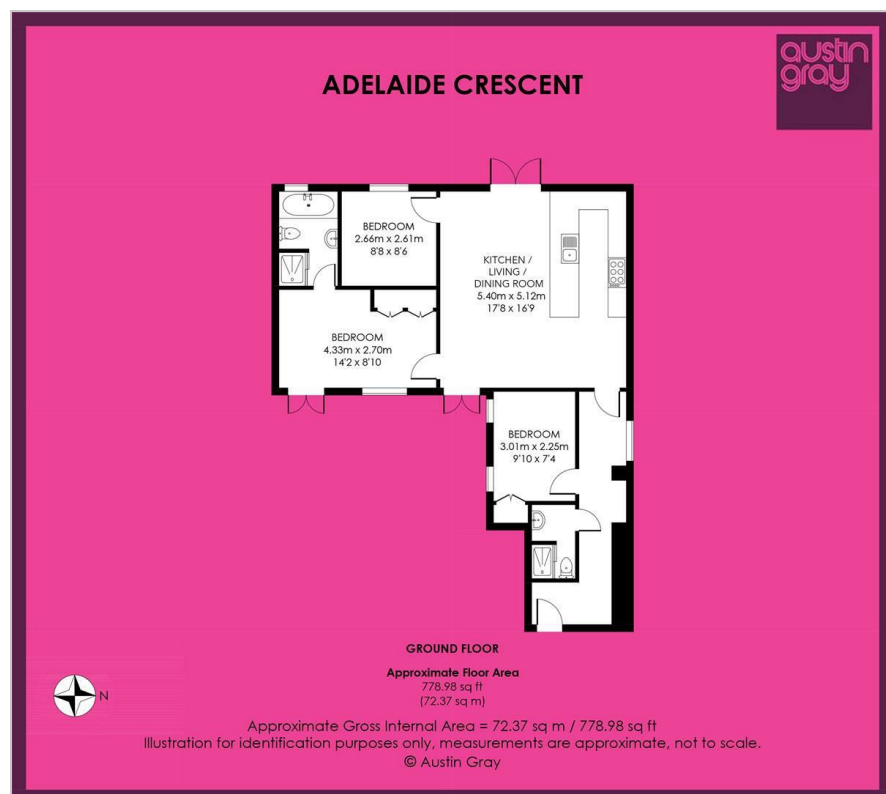 austin
gray
ADELAIDE CRESCENT
BEDROOM
2.66m x 2.61m
8'8 x 8'6
KITCHEN /
LIVING /
DINING ROOM
5.40m x 5.12m
17'8 x 16'9
BEDROOM
4.33m x 2.70m
14'2 x 8'10
BEDROOM
3.01m x 2.25m
9'10 x 7'4
GROUND FLOOR
Approximate Floor Area
778.98 sq ft
(72.37 sq m)
N
Approximate Gross Internal Area = 72.37 sq m / 778.98 sq ft
Illustration for identification purposes only, measurements are approximate, not to scale.
© Austin Gray